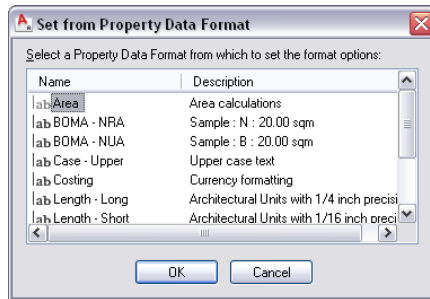 Set from Property Data Format
Select a Property Data Format from which to set the format options:
Name Description
Area Area calculations
BOMA - NRA Sample : N : 20.00 sqm
BOMA - NUA Sample : B : 20.00 sqm
Case - Upper Upper case text
Costing Currency formatting
Length - Long Architectural Units with 1/4 inch precisi
Length - Short Architectural Units with 1/16 inch preci
OK Cancel